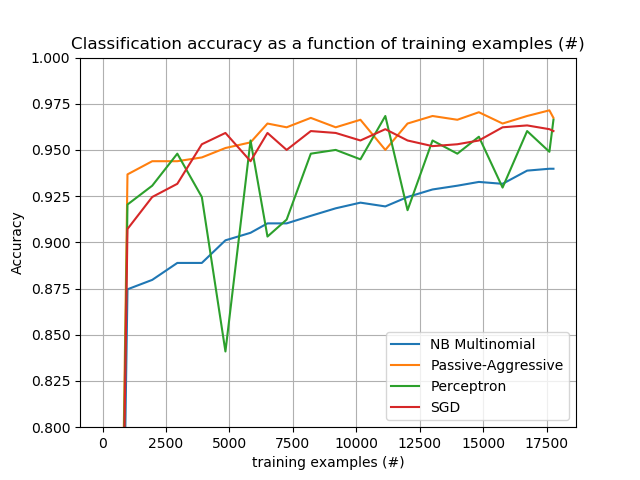 Classification accuracy as a function of training examples (#)
1.000
0.975
0.950
0.925
0.900
0.875
0.850
0.825
0.800
Accuracy
NB Multinomial
Passive-Aggressive
Perceptron
SGD
0 2500 5000 7500 10000 12500 15000 17500
training examples (#)